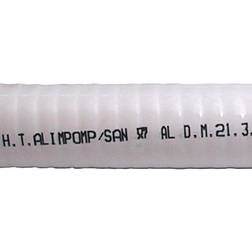 H.T.ALIMPOMP/SAN AL D.M.21.3.